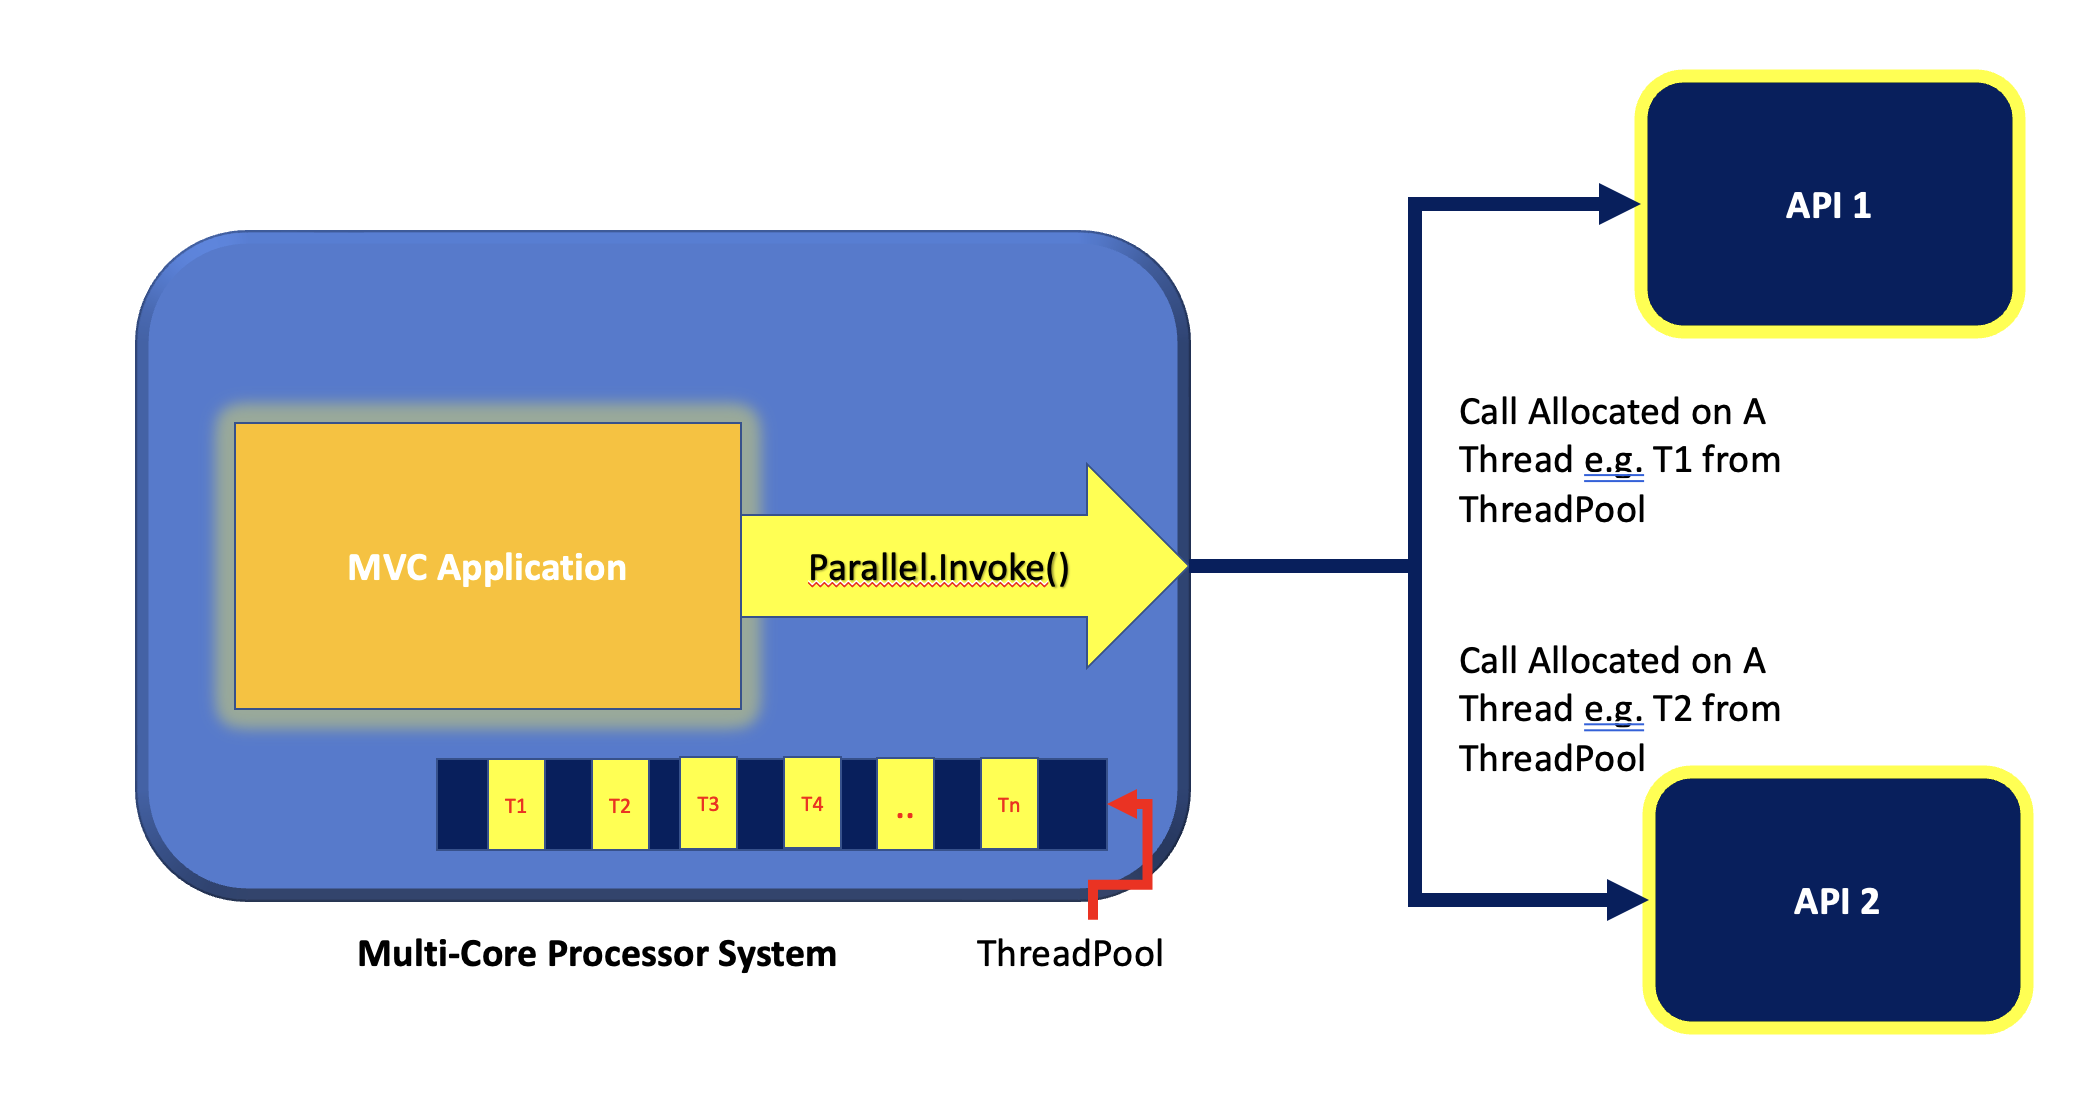 API 1
Call Allocated on A
Thread e.g. T1 from
ThreadPool
MVC Application
Parallel.Invoke()
Call Allocated on A
Thread e.g. T2 from
ThreadPool
T1 T2 T3 T4 .. Tn
API 2
Multi-Core Processor System
ThreadPool